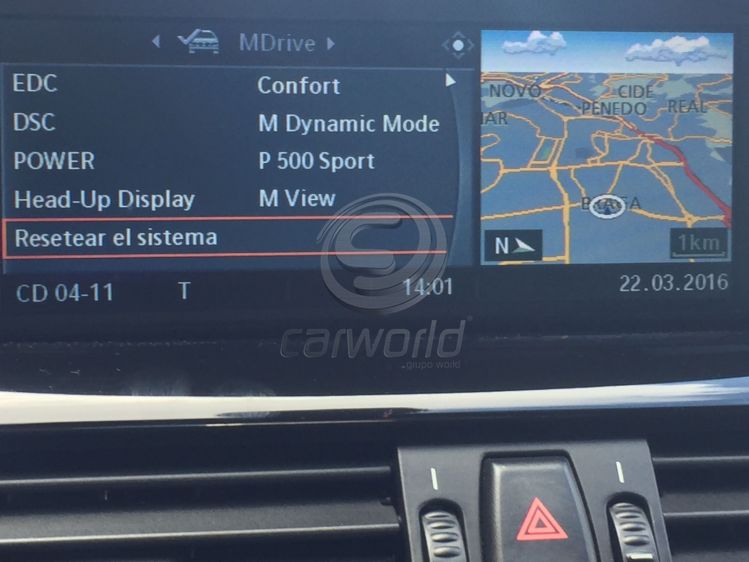 MDrive
EDC Confort
DSC M Dynamic Mode
POWER P 500 Sport
Head-Up Display M View
Resetear el sistema
CD 04-11 T 14:01
NOVO CIDE
PENEDO REAL
AR
BRAGA
N 1km
22.03.2016
carworld
grupo world